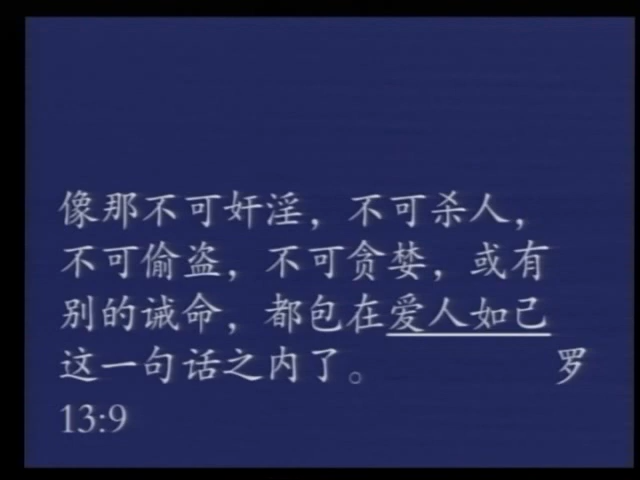 像那不可奸淫，不可杀人，
不可偷盗，不可贪婪，或有
别的诫命，都包在爱人如己
这一句话之内了。 罗
13:9